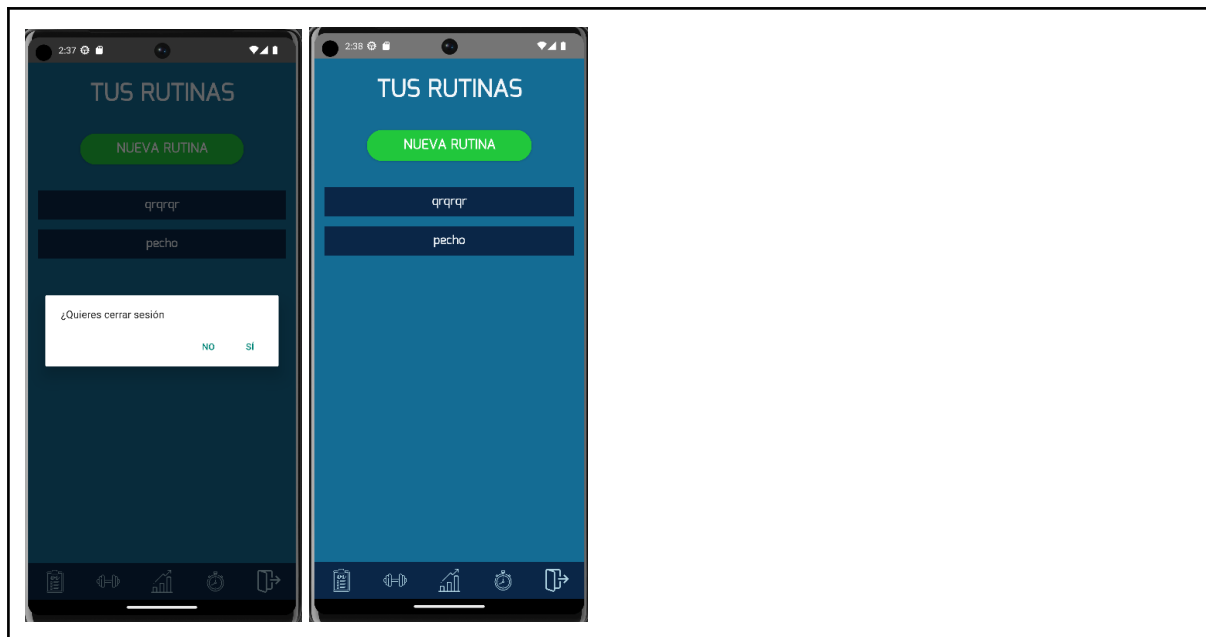 2:37
TUS RUTINAS
NUEVA RUTINA
qrqrqr
pecho
¿Quieres cerrar sesión
NO SÍ
2:38
TUS RUTINAS
NUEVA RUTINA
qrqrqr
pecho